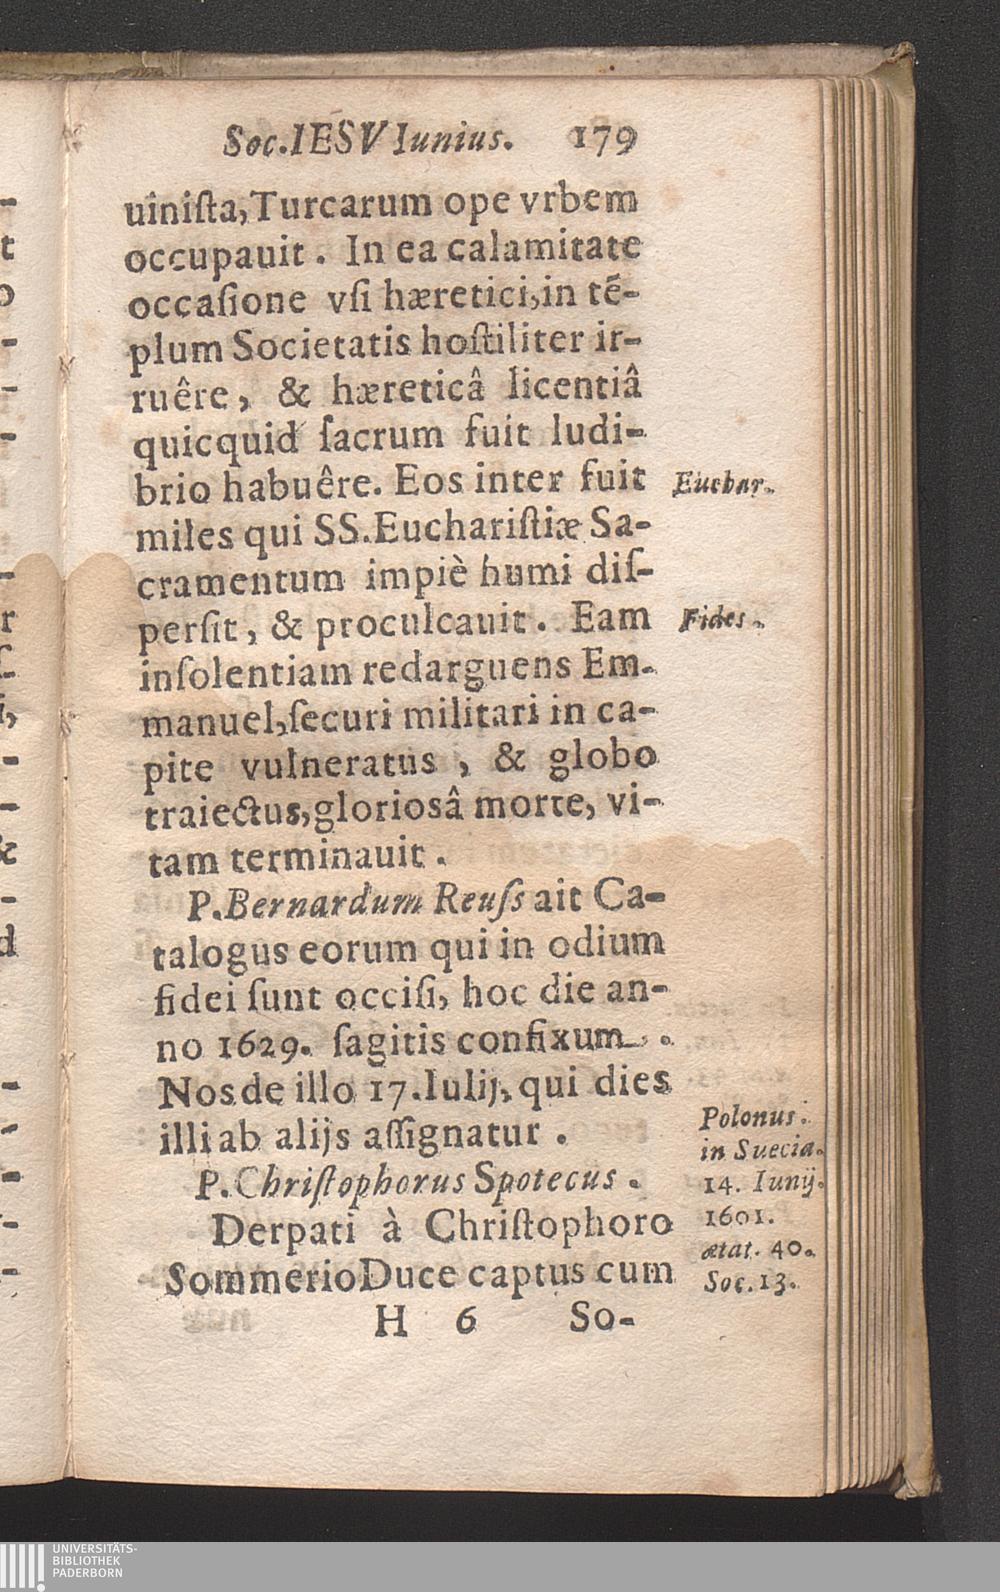 Soc. IESV Iunius. 179
uiniſta, Turcarum ope vrbem
occupauit. In ea calamitate
occaſione vſi hæretici, in tē-
plum Societatis hoſtiliter ir-
ruêre, & hæreticâ licentiâ
quicquid ſacrum fuit ludi-
brio habuêre. Eos inter fuit
miles qui SS. Euchariſtiæ Sa-
cramentum impiè humi diſ-
perſit, & proculcauit. Eam
inſolentiam redarguens Em-
manuel, ſecuri militari in ca-
pite vulneratus, & globo
traiectus, gloriosâ morte, vi-
tam terminauit.
P. Bernardum Reuſs ait Ca-
talogus eorum qui in odium
fidei ſunt occiſi, hoc die an-
no 1629. ſagitis confixum.
Nos de illo 17. Iulij, qui dies
illi ab alijs aſſignatur.
P. Chriſtophorus Spotecus.
Derpati à Chriſtophoro
Sommerio Duce captus cum
H 6 So-
Euchar.
Fides.
Polonus.
in Suecia.
14. Iunij.
1601.
ætat. 40.
Soc. 13.
UNIVERSITÄTS-
BIBLIOTHEK
PADERBORN